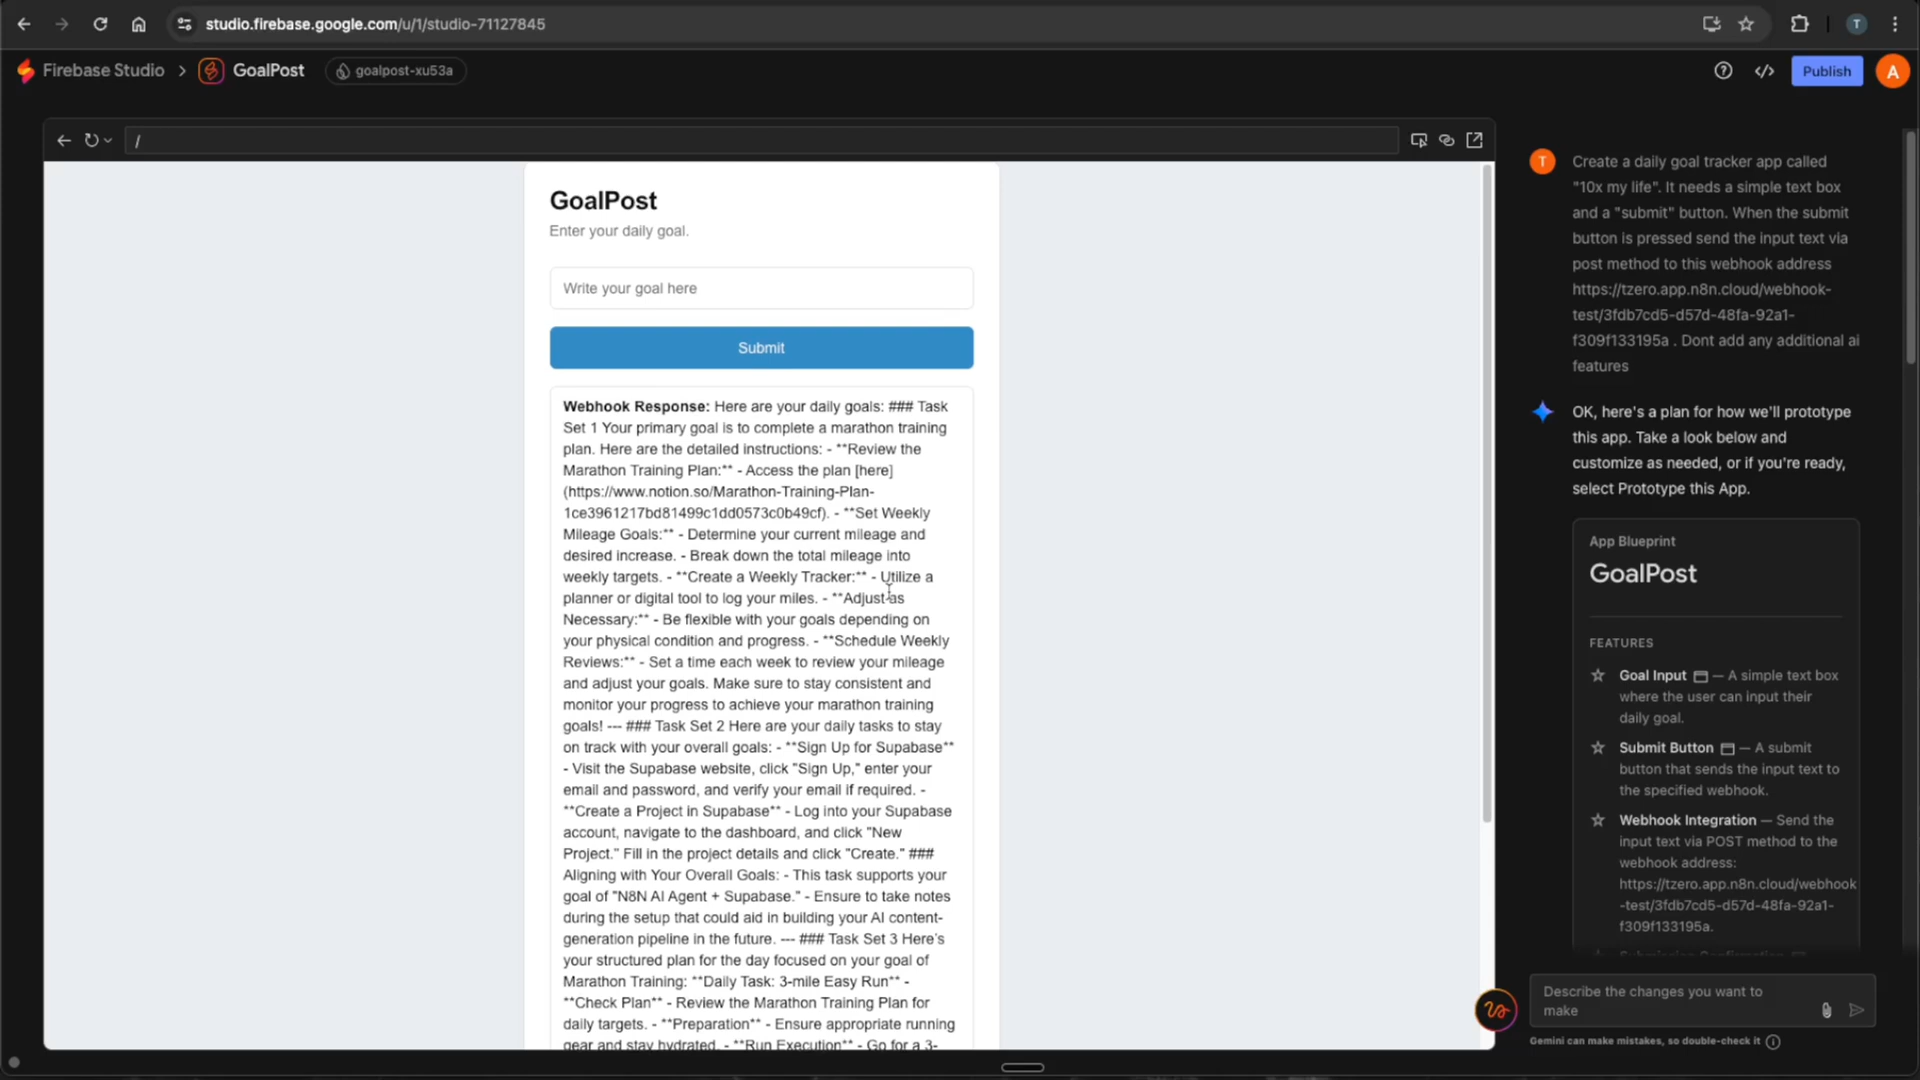 studio.firebase.google.com/u/1/studio-71127845
T
Firebase Studio > GoalPost
goalpost-xu53a
</>
Publish
A
/
GoalPost
Enter your daily goal.
Write your goal here
Submit
Webhook Response: Here are your daily goals: ### Task
Set 1 Your primary goal is to complete a marathon training
plan. Here are the detailed instructions: - **Review the
Marathon Training Plan:** - Access the plan [here]
(https://www.notion.so/Marathon-Training-Plan-
1ce3961217bd81499c1dd0573c0b49cf). - **Set Weekly
Mileage Goals:** - Determine your current mileage and
desired increase. - Break down the total mileage into
weekly targets. - **Create a Weekly Tracker:** - Utilize a
planner or digital tool to log your miles. - **Adjust as
Necessary:** - Be flexible with your goals depending on
your physical condition and progress. - **Schedule Weekly
Reviews:** - Set a time each week to review your mileage
and adjust your goals. Make sure to stay consistent and
monitor your progress to achieve your marathon training
goals! --- ### Task Set 2 Here are your daily tasks to stay
on track with your overall goals: - **Sign Up for Supabase**
- Visit the Supabase website, click "Sign Up," enter your
email and password, and verify your email if required. -
**Create a Project in Supabase** - Log into your Supabase
account, navigate to the dashboard, and click "New
Project." Fill in the project details and click "Create." ###
Aligning with Your Overall Goals: - This task supports your
goal of "N8N AI Agent + Supabase." - Ensure to take notes
during the setup that could aid in building your AI content-
generation pipeline in the future. --- ### Task Set 3 Here's
your structured plan for the day focused on your goal of
Marathon Training: **Daily Task: 3-mile Easy Run** -
**Check Plan** - Review the Marathon Training Plan for
daily targets. - **Preparation** - Ensure appropriate running
gear and stay hydrated. - **Run Execution** - Go for a 3-
T
Create a daily goal tracker app called
"10x my life". It needs a simple text box
and a "submit" button. When the submit
button is pressed send the input text via
post method to this webhook address
https://tzero.app.n8n.cloud/webhook-
test/3fdb7cd5-d57d-48fa-92a1-
f309f133195a . Dont add any additional ai
features
OK, here's a plan for how we'll prototype
this app. Take a look below and
customize as needed, or if you're ready,
select Prototype this App.
App Blueprint
GoalPost
FEATURES
Goal Input — A simple text box
where the user can input their
daily goal.
Submit Button — A submit
button that sends the input text to
the specified webhook.
Webhook Integration — Send the
input text via POST method to the
webhook address:
https://tzero.app.n8n.cloud/webhook
-test/3fdb7cd5-d57d-48fa-92a1-
f309f133195a.
Submission Confirmation
Describe the changes you want to
make
Gemini can make mistakes, so double-check it